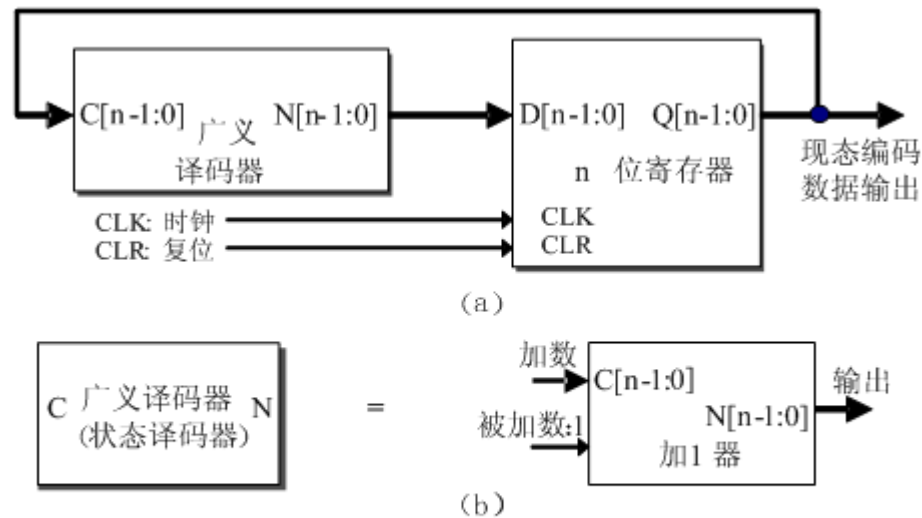 C[n-1:0] N[n-1:0]
广义
译码器
D[n-1:0] Q[n-1:0]
n 位寄存器
CLK
CLR
现态编码
数据输出
CLK: 时钟
CLR: 复位
(a)
C 广义译码器 N
(状态译码器)
=
加数
被加数:1
C[n-1:0]
N[n-1:0]
加1 器
输出
(b)